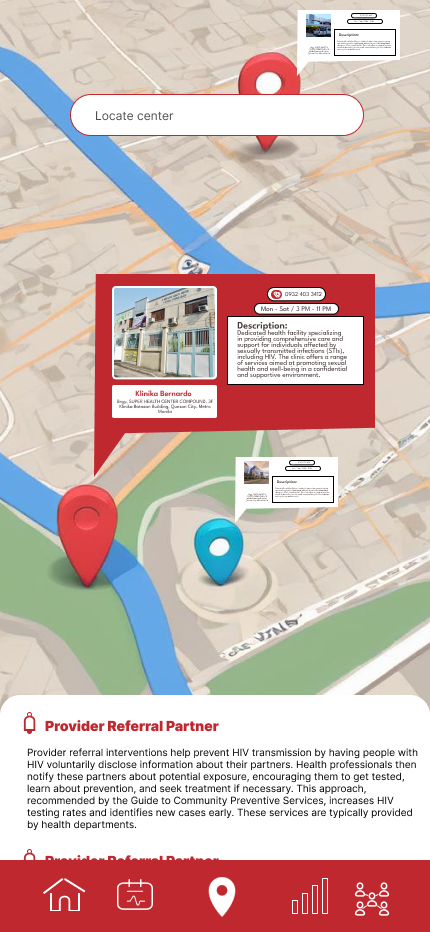 Description:
Locate center
0932 403 3412
Mon - Sat / 3 PM - 11 PM
Description:
Dedicated health facility specializing
in providing comprehensive care and
support for individuals affected by
sexually transmitted infections (STIs),
including HIV. The clinic offers a range
of services aimed at promoting sexual
health and well-being in a confidential
and supportive environment.
Klinika Bernardo
Brgy, SUPER HEALTH CENTER COMPOUND, 3F
Klinika Batasan Building, Quezon City, Metro
Manila
Description:
Provider Referral Partner
Provider referral interventions help prevent HIV transmission by having people with
HIV voluntarily disclose information about their partners. Health professionals then
notify these partners about potential exposure, encouraging them to get tested,
learn about prevention, and seek treatment if necessary. This approach,
recommended by the Guide to Community Preventive Services, increases HIV
testing rates and identifies new cases early. These services are typically provided
by health departments.
Provider Referral Partner